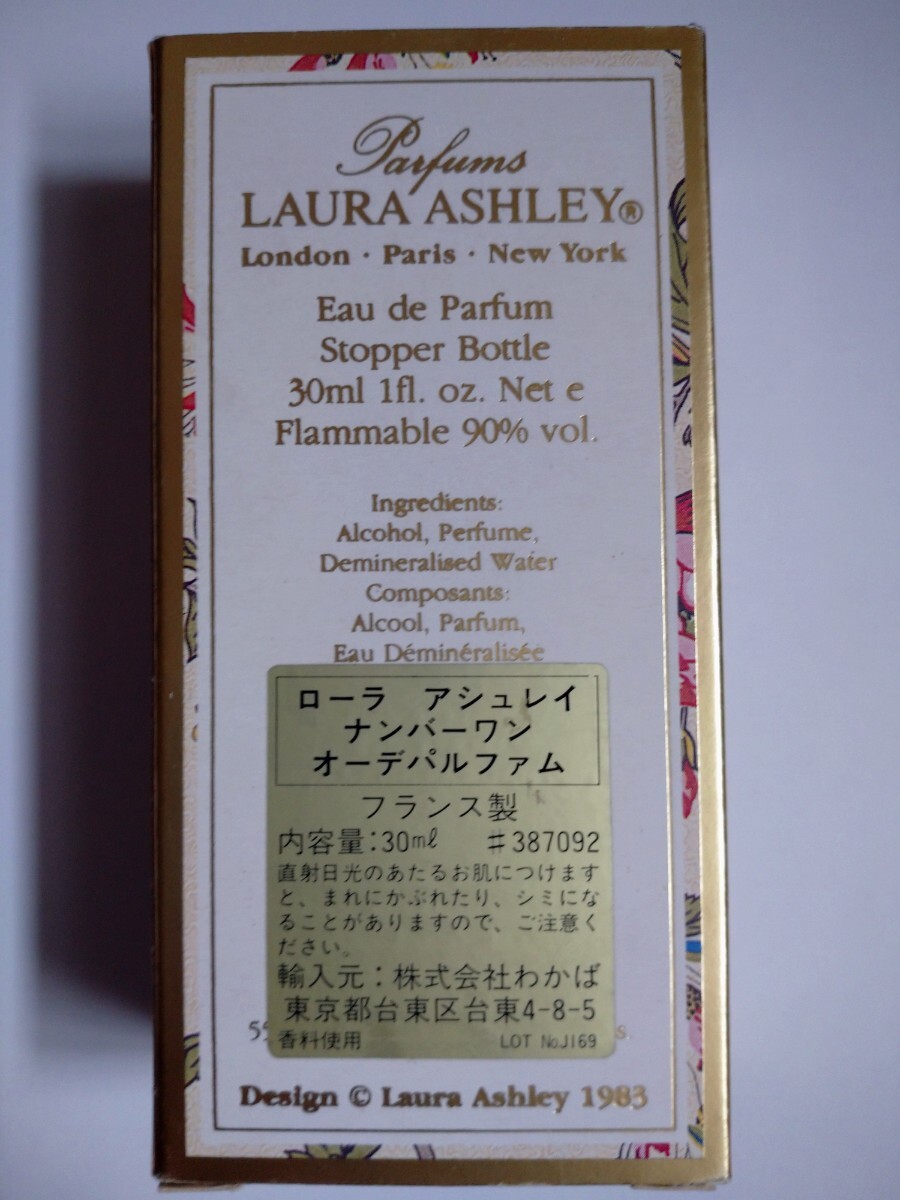 Parfums
LAURA ASHLEY®
London · Paris · New York
Eau de Parfum
Stopper Bottle
30ml 1fl. oz. Net e
Flammable 90% vol.
Ingredients:
Alcohol, Perfume,
Demineralised Water
Composants:
Alcool, Parfum,
Eau Déminéralisée
ローラ アシュレイ
ナンバーワン
オーデパルファム
フランス製
内容量:30ml #387092
直射日光のあたるお肌につけます
と、まれにかぶれたり、シミにな
ることがありますので、ご注意く
ださい。
輸入元:株式会社わかば
東京都台東区台東4-8-5
香料使用 LOT No.J169
Design © Laura Ashley 1983